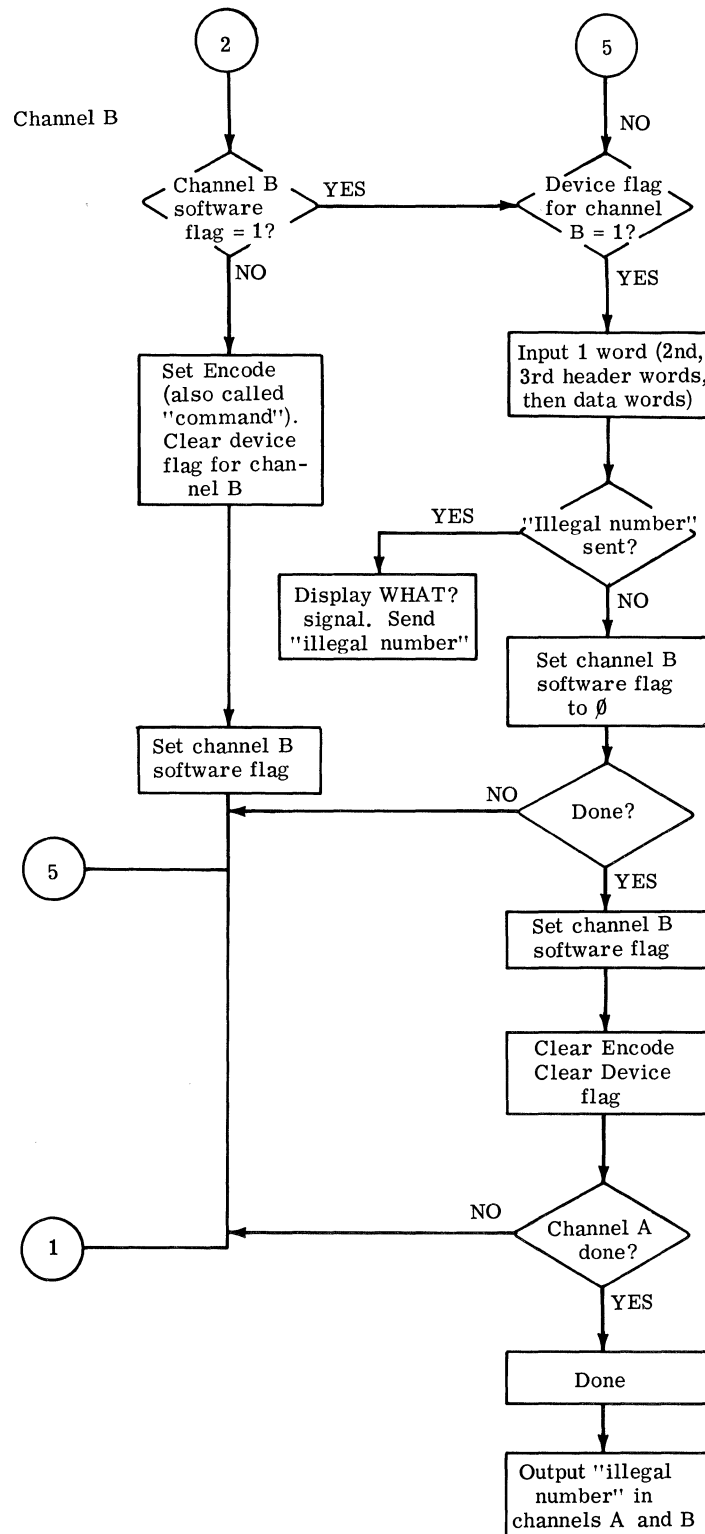 2
5
Channel B
NO
Channel B
software
flag = 1?
YES
Device flag
for channel
B = 1?
NO
YES
Set Encode
(also called
"command").
Clear device
flag for chan-
nel B
Input 1 word (2nd,
3rd header words,
then data words)
YES
"Illegal number"
sent?
Display WHAT?
signal. Send
"illegal number"
NO
Set channel B
software flag
to Ø
Set channel B
software flag
NO
Done?
5
YES
Set channel B
software flag
Clear Encode
Clear Device
flag
NO
Channel A
done?
1
YES
Done
Output "illegal
number" in
channels A and B